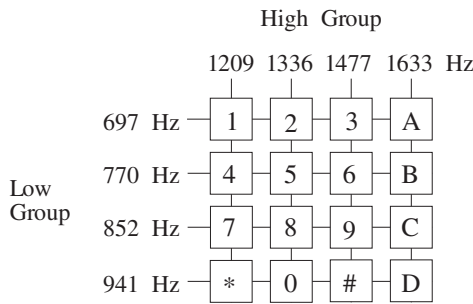 High Group
1209 1336 1477 1633 Hz
697 Hz 1 2 3 A
770 Hz 4 5 6 B
Low
Group
852 Hz 7 8 9 C
941 Hz * 0 # D